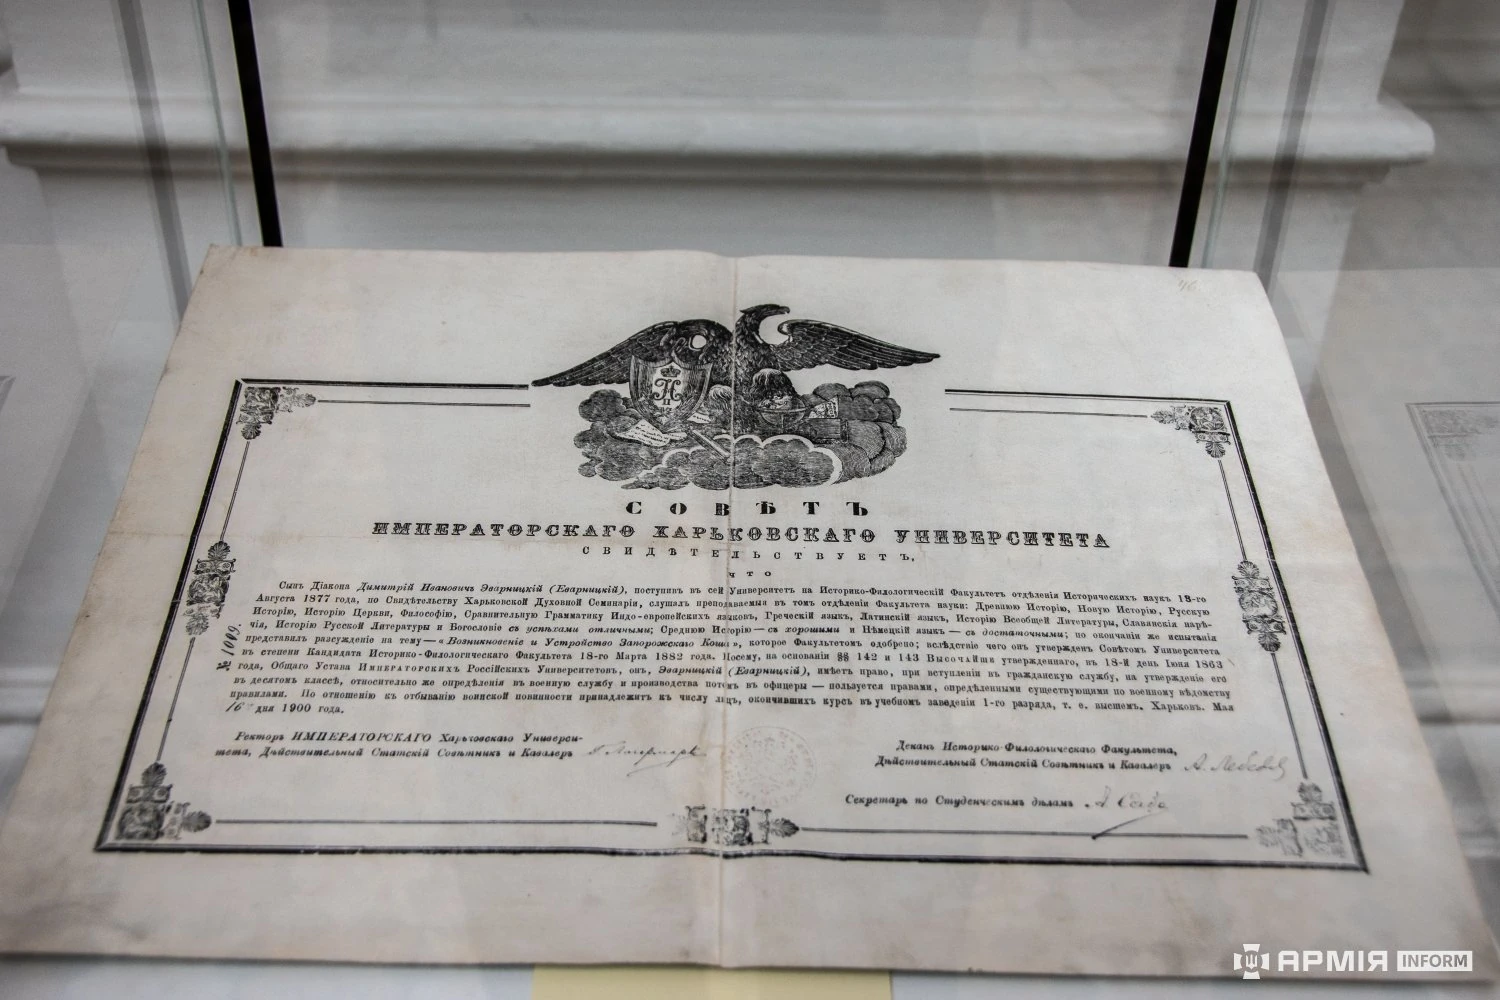 46
СОВѢТЪ
ИМПЕРАТОРСКАГО ХАРЬКОВСКАГО УНИВЕРСИТЕТА
СВИДѢТЕЛЬСТВУЕТЪ,
ЧТО
Сынъ Діакона Димитрій Ивановичъ Эварницкій (Еварницкій), поступивъ въ сей Университетъ на Историко-Филологическій Факультетъ отдѣленія Историческихъ наукъ 18-го
Августа 1877 года, по Свидѣтельству Харьковской Духовной Семинаріи, слушалъ преподаваемыя въ томъ отдѣленіи Факультета науки: Древнюю Исторію, Новую Исторію, Русскую
Исторію, Исторію Церкви, Философію, Сравнительную Грамматику Индо-европейскихъ языковъ, Греческій языкъ, Латинскій языкъ, Исторію Всеобщей Литературы, Славянскія нарѣ-
чія, Исторію Русской Литературы и Богословіе съ успѣхами отличными; Среднюю Исторію — съ хорошими и Нѣмецкій языкъ — съ достаточными; по окончаніи же испытанія
представилъ разсужденіе на тему — «Возникновеніе и Устройство Запорожскаго Коша», которое Факультетомъ одобрено; вслѣдствіе чего онъ утвержденъ Совѣтомъ Университета
въ степени Кандидата Историко-Филологическаго Факультета 18-го Марта 1882 года. Посему, на основаніи §§ 142 и 143 Высочайше утвержденнаго, въ 18-й день Іюня 1863
года, Общаго Устава Императорскихъ Россійскихъ Университетовъ, онъ, Эварницкій (Еварницкій), имѣетъ право, при вступленіи въ гражданскую службу, на утвержденіе его
въ десятомъ классѣ, относительно же опредѣленія въ военную службу и производства потомъ въ офицеры — пользуется правами, опредѣленными существующими по военному вѣдомству
правилами. По отношенію къ отбыванію воинской повинности принадлежитъ къ числу лицъ, окончившихъ курсъ въ учебномъ заведеніи 1-го разряда, т. е. высшемъ. Харьковъ. Мая
16 дня 1900 года.
№ 1009.
Ректоръ ИМПЕРАТОРСКАГО Харьковскаго Универси-
тета, Дѣйствительный Статскій Совѣтникъ и Кавалеръ
Деканъ Историко-Филологическаго Факультета,
Дѣйствительный Статскій Совѣтникъ и Кавалеръ А. Лебедев
Секретарь по Студенческимъ дѣламъ
АРМІЯ INFORM